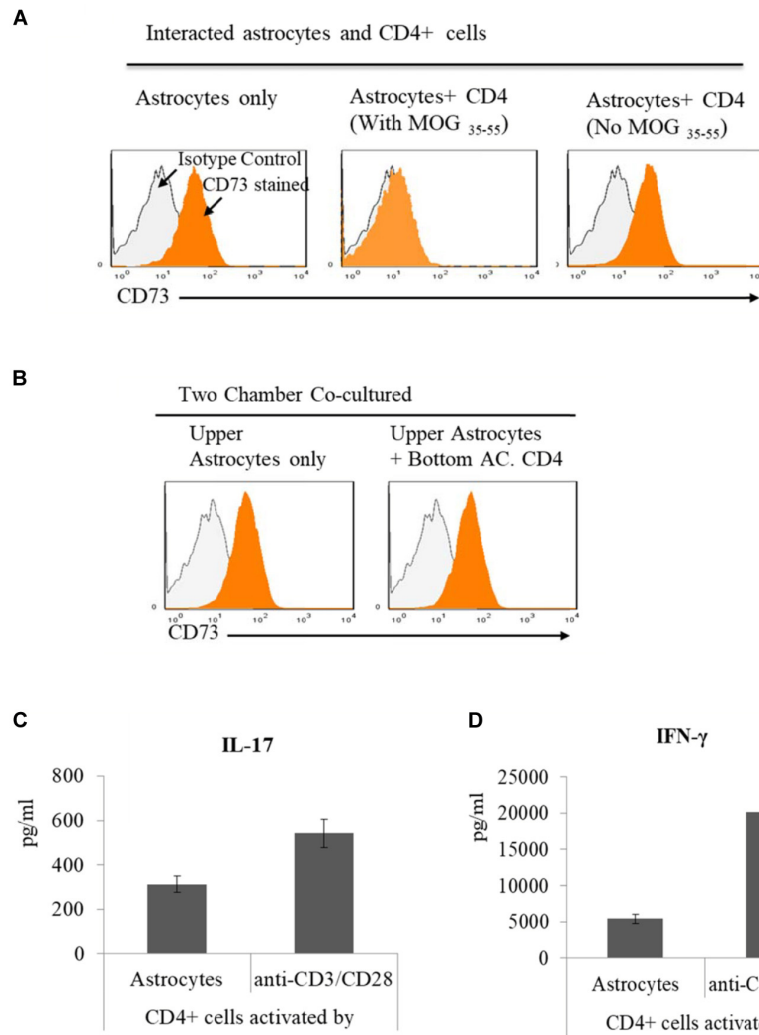 A
Interacted astrocytes and CD4+ cells
Astrocytes only
Astrocytes+ CD4
(With MOG 35-55)
Astrocytes+ CD4
(No MOG 35-55)
Isotype Control
CD73 stained
0
10^0 10^1 10^2 10^3 10^4
10^0 10^1 10^2 10^3 10^4
10^0 10^1 10^2 10^3
CD73
B
Two Chamber Co-cultured
Upper
Astrocytes only
Upper Astrocytes
+ Bottom AC. CD4
0
0
10^0 10^1 10^2 10^3 10^4
10^0 10^1 10^2 10^3 10^4
CD73
C
IL-17
pg/ml
800
600
400
200
0
Astrocytes
anti-CD3/CD28
CD4+ cells activated by
D
IFN-γ
pg/ml
25000
20000
15000
10000
5000
0
Astrocytes
CD4+ cells